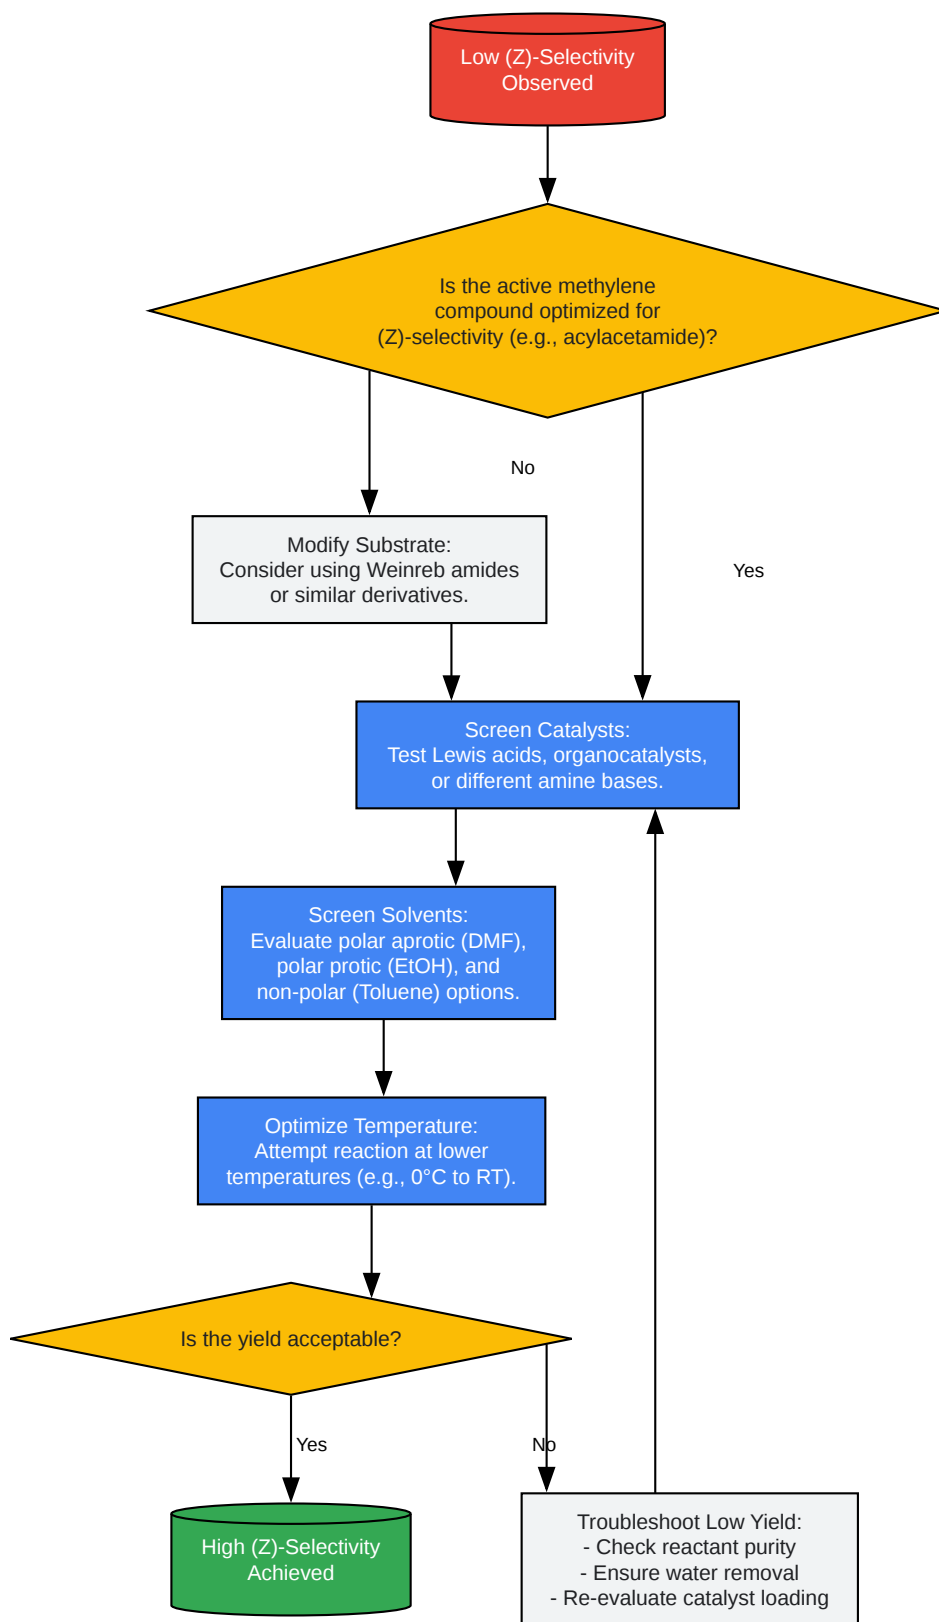 Low (Z)-Selectivity
Observed
Is the active methylene
compound optimized for
(Z)-selectivity (e.g., acylacetamide)?
No
Modify Substrate:
Consider using Weinreb amides
or similar derivatives.
Yes
Screen Catalysts:
Test Lewis acids, organocatalysts,
or different amine bases.
Screen Solvents:
Evaluate polar aprotic (DMF),
polar protic (EtOH), and
non-polar (Toluene) options.
Optimize Temperature:
Attempt reaction at lower
temperatures (e.g., 0°C to RT).
Is the yield acceptable?
Yes
No
High (Z)-Selectivity
Achieved
Troubleshoot Low Yield:
- Check reactant purity
- Ensure water removal
- Re-evaluate catalyst loading